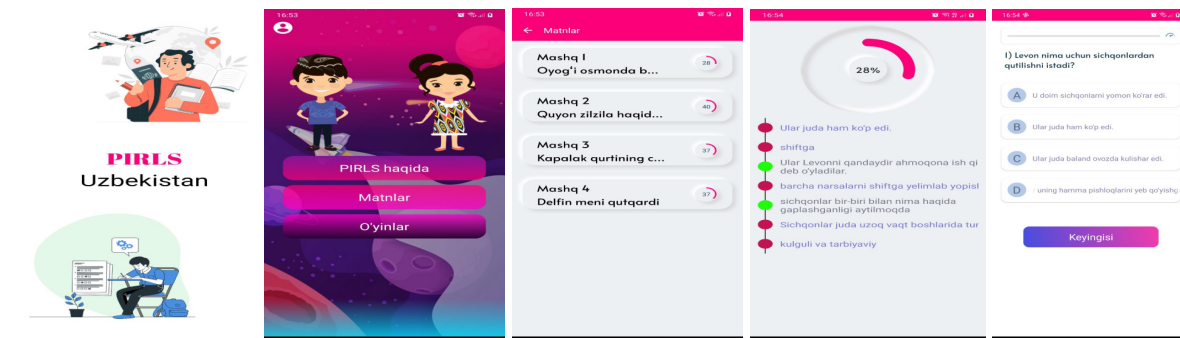 PIRLS
Uzbekistan
16:53
PIRLS haqida
Matnlar
O'yinlar
16:53
← Matnlar
Mashq 1
Oyog'i osmonda b...
28
Mashq 2
Quyon zilzila haqid...
40
Mashq 3
Kapalak qurtining c...
37
Mashq 4
Delfin meni qutqardi
37
16:54
28%
Ular juda ham ko'p edi.
shiftga
Ular Levonni qandaydir ahmoqona ish qi
deb o'yladilar.
barcha narsalarni shiftga yelimlab yopisl
sichqonlar bir-biri bilan nima haqida
gaplashganligi aytilmoqda
Sichqonlar juda uzoq vaqt boshlarida tur
kulguli va tarbiyaviy
16:54
1) Levon nima uchun sichqonlardan
qutilishni istadi?
A U doim sichqonlarni yomon ko'rar edi.
B Ular juda ham ko'p edi.
C Ular juda baland ovozda kulishar edi.
D uning hamma pishloqlarini yeb qo'yishg
Keyingisi